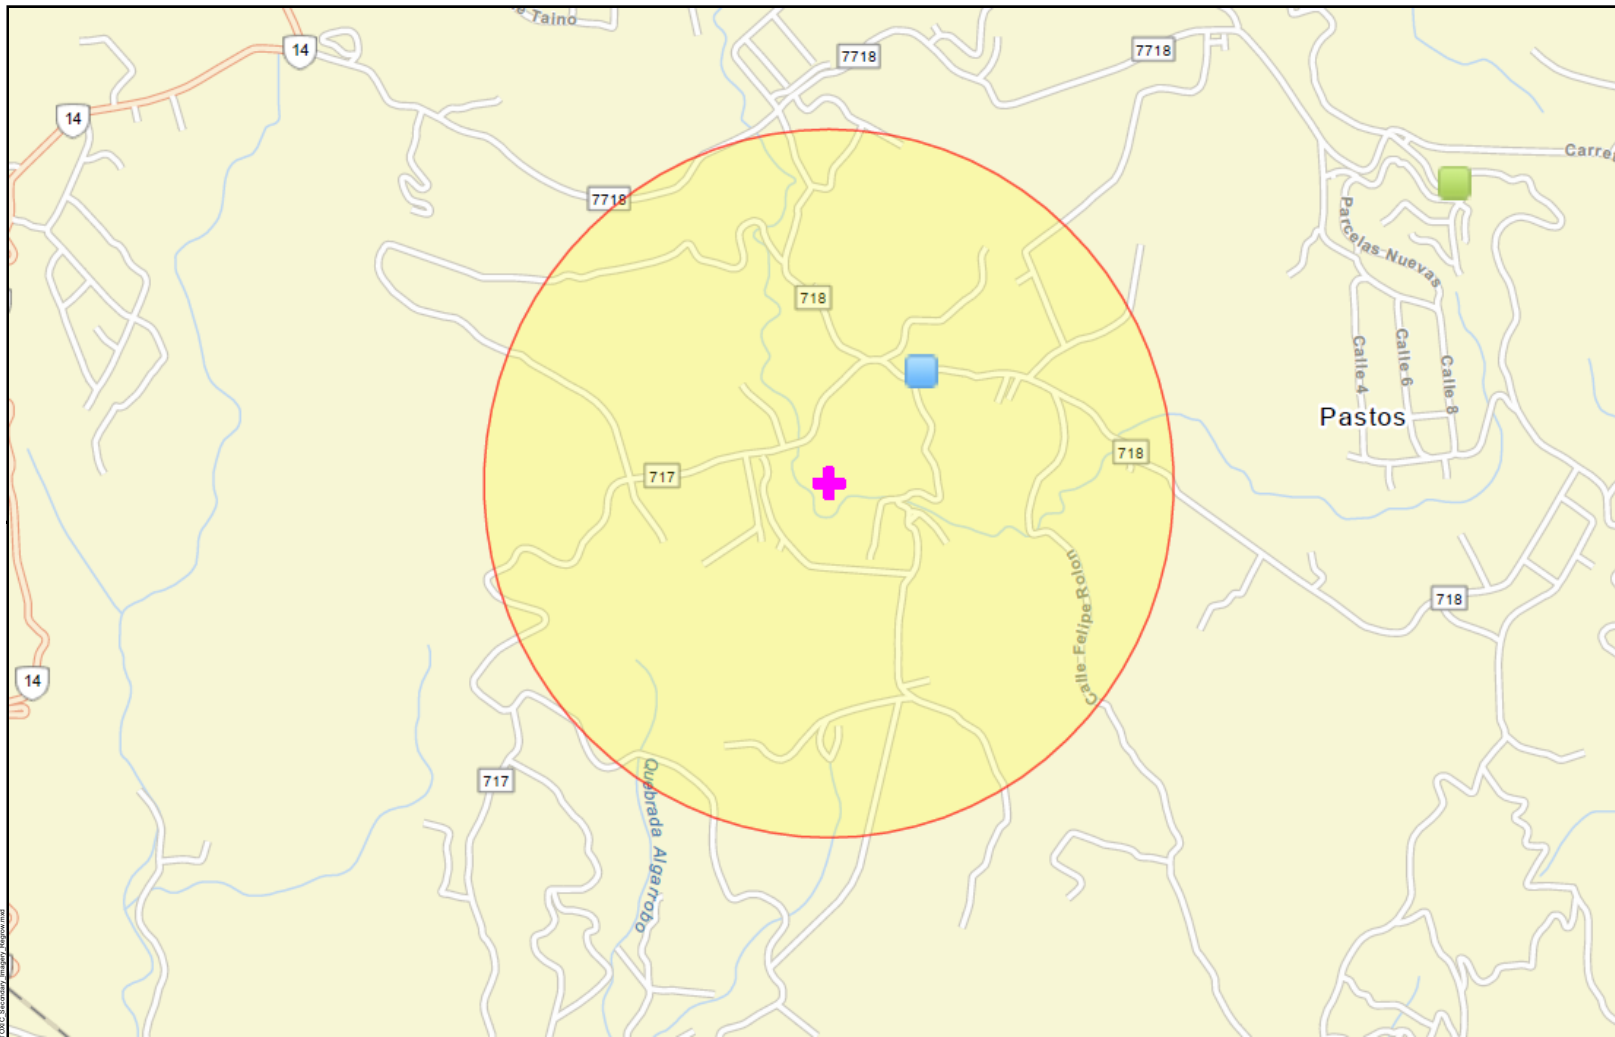 e Taino
14
7718
7718
14
Carre
7718
Parcelas Nuevas
718
Calle 4
Calle 6
Calle 8
Pastos
718
717
Calle Felipe Rolon
718
14
717
Quebrada Algarrobo